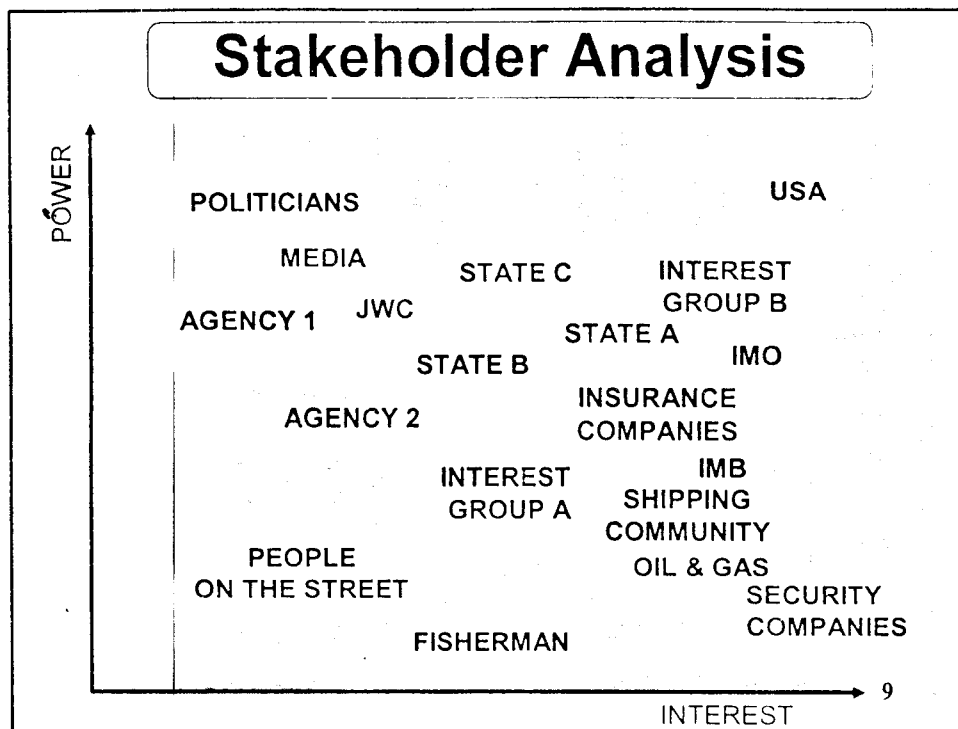 Stakeholder Analysis
POWER
POLITICIANS
USA
MEDIA
STATE C
INTEREST
GROUP B
AGENCY 1
JWC
STATE A
IMO
STATE B
AGENCY 2
INSURANCE
COMPANIES
INTEREST
GROUP A
IMB
SHIPPING
COMMUNITY
PEOPLE
ON THE STREET
OIL & GAS
SECURITY
COMPANIES
FISHERMAN
9
INTEREST